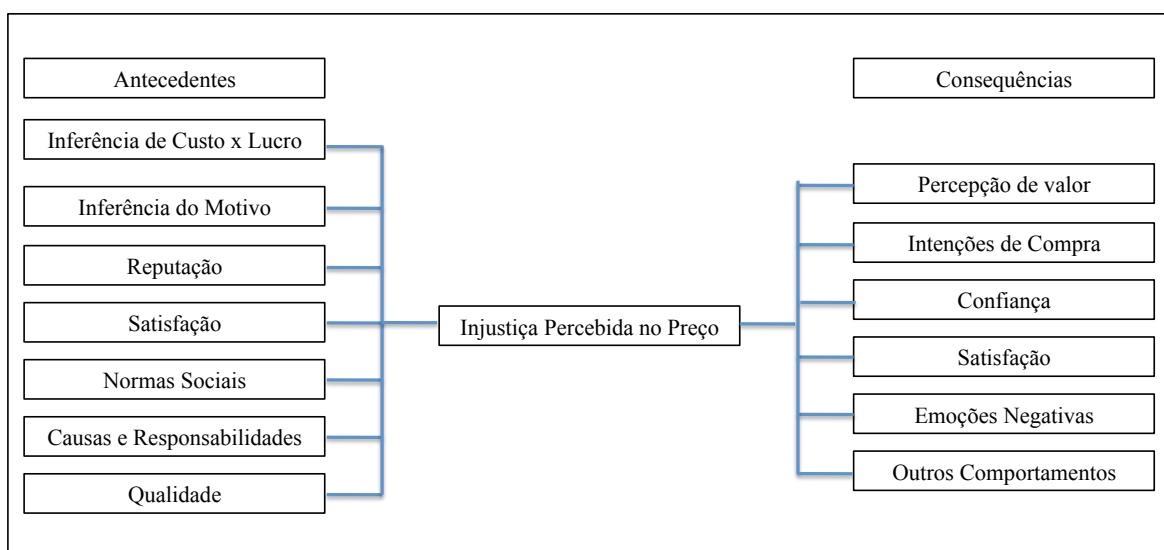 Antecedentes
Inferência de Custo x Lucro
Inferência do Motivo
Reputação
Satisfação
Normas Sociais
Causas e Responsabilidades
Qualidade
Injustiça Percebida no Preço
Consequências
Percepção de valor
Intenções de Compra
Confiança
Satisfação
Emoções Negativas
Outros Comportamentos